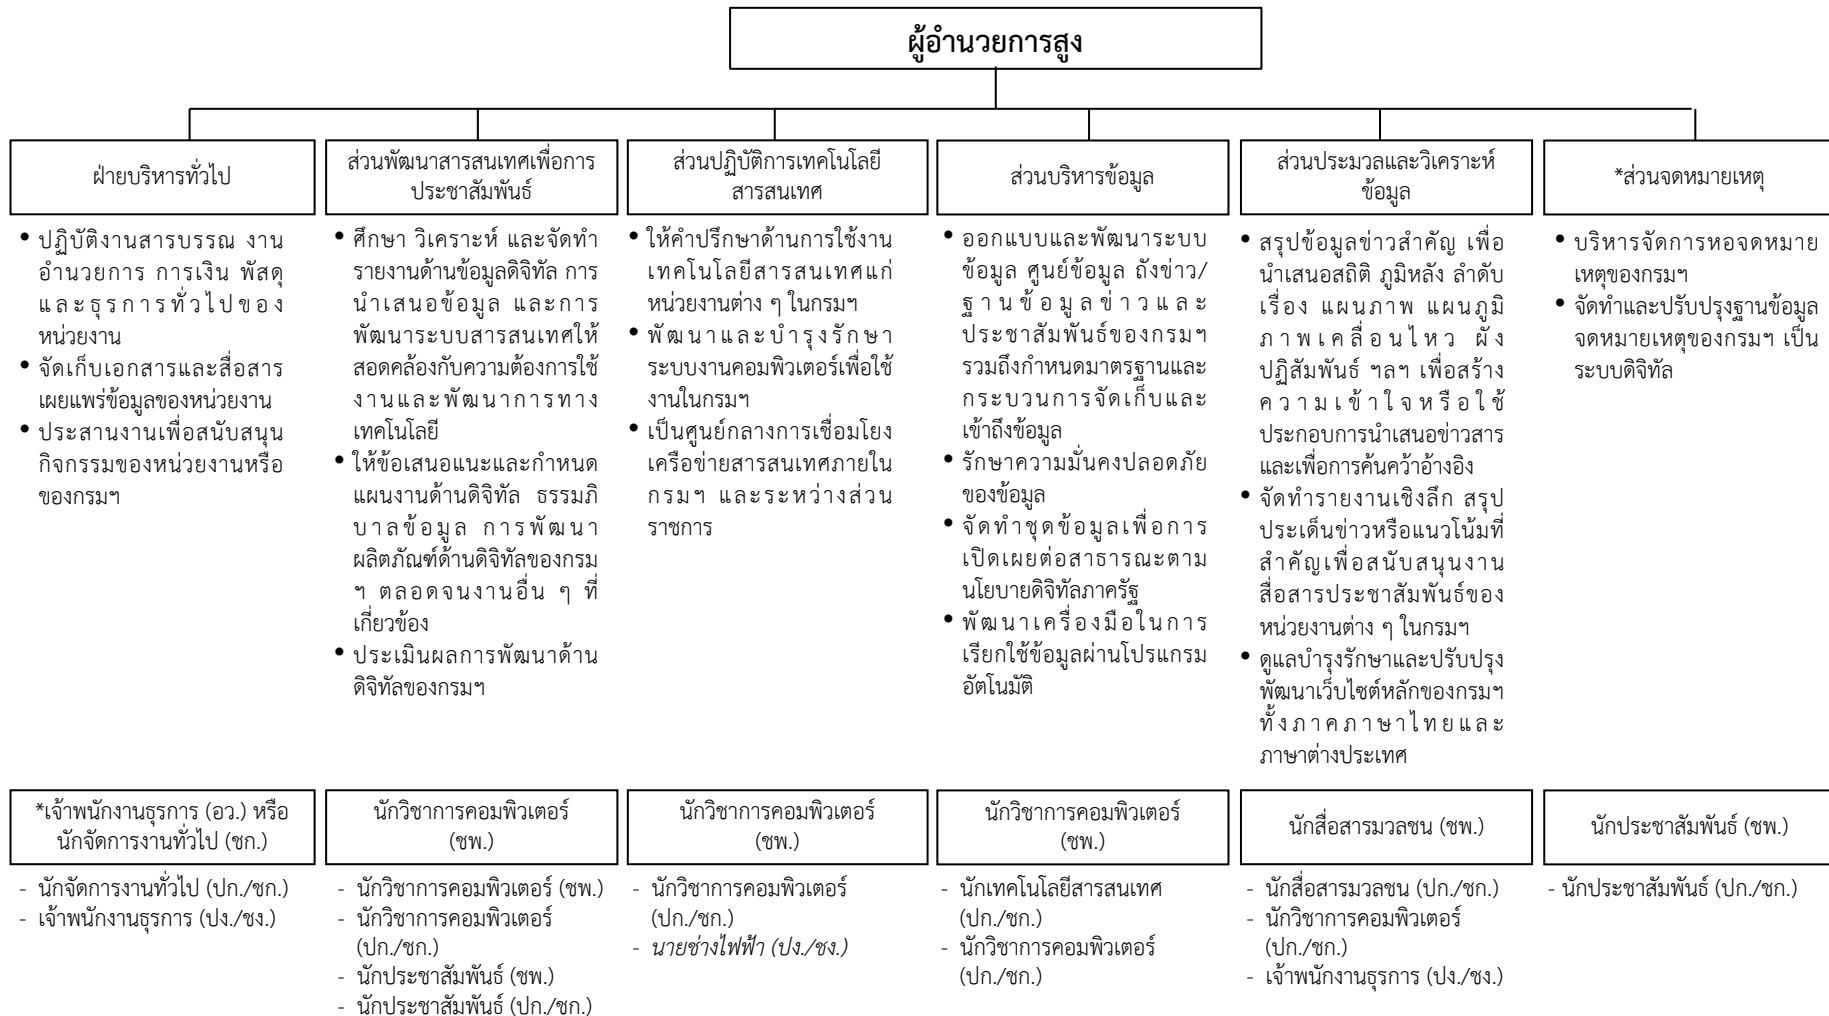 ผู้อำนวยการสูง
ฝ่ายบริหารทั่วไป
• ปฏิบัติงานสารบรรณ งาน
อำนวยการ การเงิน พัสดุ
และธุรการทั่วไปของ
หน่วยงาน
• จัดเก็บเอกสารและสื่อสาร
เผยแพร่ข้อมูลของหน่วยงาน
• ประสานงานเพื่อสนับสนุน
กิจกรรมของหน่วยงานหรือ
ของกรมฯ
*เจ้าพนักงานธุรการ (อว.) หรือ
นักจัดการงานทั่วไป (ชก.)
- นักจัดการงานทั่วไป (ปก./ชก.)
- เจ้าพนักงานธุรการ (ปง./ชง.)
ส่วนพัฒนาสารสนเทศเพื่อการ
ประชาสัมพันธ์
• ศึกษา วิเคราะห์ และจัดทำ
รายงานด้านข้อมูลดิจิทัล การ
นำเสนอข้อมูล และการ
พัฒนาระบบสารสนเทศให้
สอดคล้องกับความต้องการใช้
งานและพัฒนาการทาง
เทคโนโลยี
• ให้ข้อเสนอแนะและกำหนด
แผนงานด้านดิจิทัล ธรรมภิ
บาลข้อมูล การพัฒนา
ผลิตภัณฑ์ด้านดิจิทัลของกรม
ฯ ตลอดจนงานอื่น ๆ ที่
เกี่ยวข้อง
• ประเมินผลการพัฒนาด้าน
ดิจิทัลของกรมฯ
นักวิชาการคอมพิวเตอร์
(ชพ.)
- นักวิชาการคอมพิวเตอร์ (ชพ.)
- นักวิชาการคอมพิวเตอร์
(ปก./ชก.)
- นักประชาสัมพันธ์ (ชพ.)
- นักประชาสัมพันธ์ (ปก./ชก.)
ส่วนปฏิบัติการเทคโนโลยี
สารสนเทศ
• ให้คำปรึกษาด้านการใช้งาน
เทคโนโลยีสารสนเทศแก่
หน่วยงานต่าง ๆ ในกรมฯ
• พัฒนาและบำรุงรักษา
ระบบงานคอมพิวเตอร์เพื่อใช้
งานในกรมฯ
• เป็นศูนย์กลางการเชื่อมโยง
เครือข่ายสารสนเทศภายใน
กรมฯ และระหว่างส่วน
ราชการ
นักวิชาการคอมพิวเตอร์
(ชพ.)
- นักวิชาการคอมพิวเตอร์
(ปก./ชก.)
- นายช่างไฟฟ้า (ปง./ชง.)
ส่วนบริหารข้อมูล
• ออกแบบและพัฒนาระบบ
ข้อมูล ศูนย์ข้อมูล ถังข่าว/
ฐานข้อมูลข่าวและ
ประชาสัมพันธ์ของกรมฯ
รวมถึงกำหนดมาตรฐานและ
กระบวนการจัดเก็บและ
เข้าถึงข้อมูล
• รักษาความมั่นคงปลอดภัย
ของข้อมูล
• จัดทำชุดข้อมูลเพื่อการ
เปิดเผยต่อสาธารณะตาม
นโยบายดิจิทัลภาครัฐ
• พัฒนาเครื่องมือในการ
เรียกใช้ข้อมูลผ่านโปรแกรม
อัตโนมัติ
นักวิชาการคอมพิวเตอร์
(ชพ.)
- นักเทคโนโลยีสารสนเทศ
(ปก./ชก.)
- นักวิชาการคอมพิวเตอร์
(ปก./ชก.)
ส่วนประมวลและวิเคราะห์
ข้อมูล
• สรุปข้อมูลข่าวสำคัญ เพื่อ
นำเสนอสถิติ ภูมิหลัง ลำดับ
เรื่อง แผนภาพ แผนภูมิ
ภาพเคลื่อนไหว ผัง
ปฏิสัมพันธ์ ฯลฯ เพื่อสร้าง
ความเข้าใจหรือใช้
ประกอบการนำเสนอข่าวสาร
และเพื่อการค้นคว้าอ้างอิง
• จัดทำรายงานเชิงลึก สรุป
ประเด็นข่าวหรือแนวโน้มที่
สำคัญเพื่อสนับสนุนงาน
สื่อสารประชาสัมพันธ์ของ
หน่วยงานต่าง ๆ ในกรมฯ
• ดูแลบำรุงรักษาและปรับปรุง
พัฒนาเว็บไซต์หลักของกรมฯ
ทั้งภาคภาษาไทยและ
ภาษาต่างประเทศ
นักสื่อสารมวลชน (ชพ.)
- นักสื่อสารมวลชน (ปก./ชก.)
- นักวิชาการคอมพิวเตอร์
(ปก./ชก.)
- เจ้าพนักงานธุรการ (ปง./ชง.)
*ส่วนจดหมายเหตุ
• บริหารจัดการหอจดหมาย
เหตุของกรมฯ
• จัดทำและปรับปรุงฐานข้อมูล
จดหมายเหตุของกรมฯ เป็น
ระบบดิจิทัล
นักประชาสัมพันธ์ (ชพ.)
- นักประชาสัมพันธ์ (ปก./ชก.)